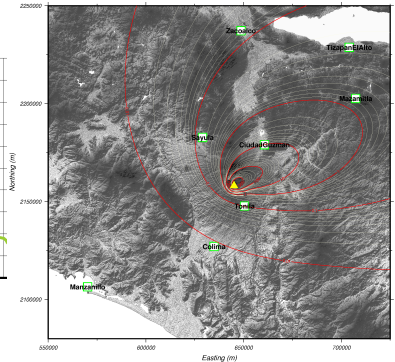 2250000
2200000
2150000
2100000
Northing (m)
Zacoalco
TizapanElAlto
Mazamitla
Sayula
CiudadGuzman
Tonila
Colima
Manzanillo
550000 600000 650000 700000
Easting (m)